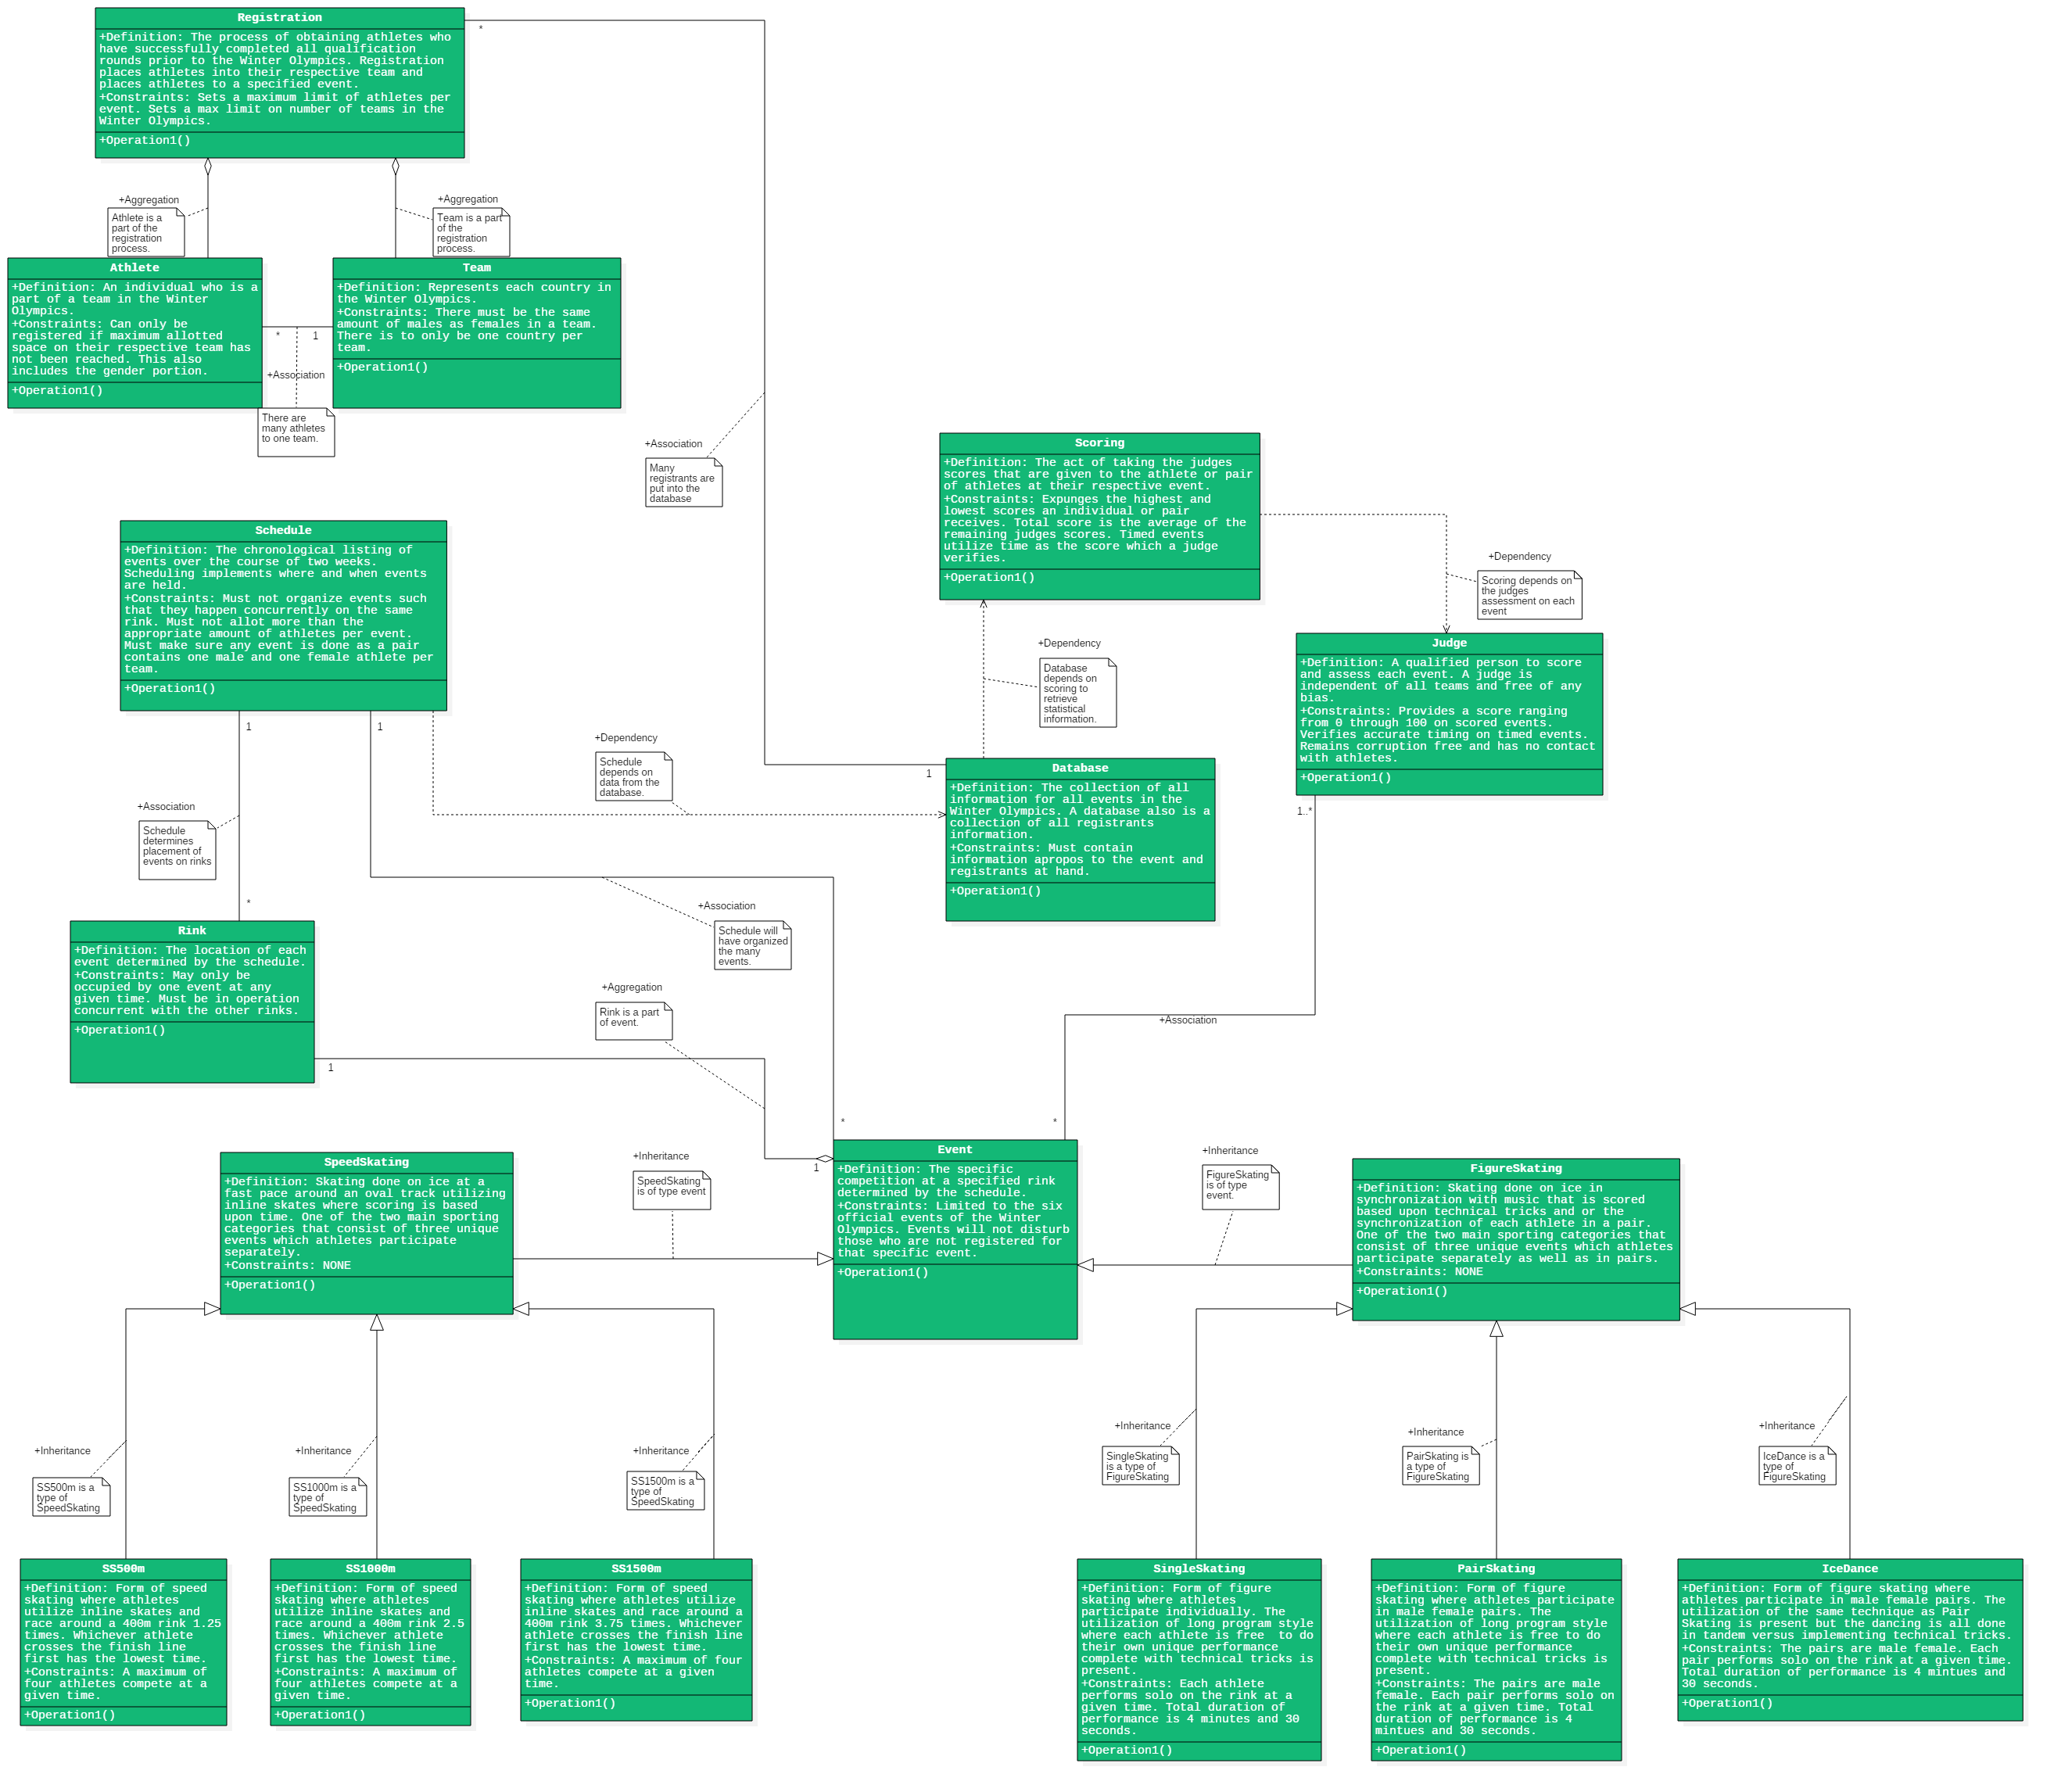 Registration
+Definition: The process of obtaining athletes who
have successfully completed all qualification
rounds prior to the Winter Olympics. Registration
places athletes into their respective team and
places athletes to a specified event.
+Constraints: Sets a maximum limit of athletes per
event. Sets a max limit on number of teams in the
Winter Olympics.
+Operation1()
*
+Aggregation
Athlete is a
part of the
registration
process.
+Aggregation
Team is a part
of the
registration
process.
Athlete
+Definition: An individual who is a
part of a team in the Winter
Olympics.
+Constraints: Can only be
registered if maximum allotted
space on their respective team has
not been reached. This also
includes the gender portion.
+Operation1()
*
1
+Association
There are
many athletes
to one team.
Team
+Definition: Represents each country in
the Winter Olympics.
+Constraints: There must be the same
amount of males as females in a team.
There is to only be one country per
team.
+Operation1()
+Association
Many
registrants are
put into the
database
Scoring
+Definition: The act of taking the judges
scores that are given to the athlete or pair
of athletes at their respective event.
+Constraints: Expunges the highest and
lowest scores an individual or pair
receives. Total score is the average of the
remaining judges scores. Timed events
utilize time as the score which a judge
verifies.
+Operation1()
+Dependency
Scoring depends on
the judges
assessment on each
event
Schedule
+Definition: The chronological listing of
events over the course of two weeks.
Scheduling implements where and when events
are held.
+Constraints: Must not organize events such
that they happen concurrently on the same
rink. Must not allot more than the
appropriate amount of athletes per event.
Must make sure any event is done as a pair
contains one male and one female athlete per
team.
+Operation1()
1
1
+Dependency
Database
depends on
scoring to
retrieve
statistical
information.
Judge
+Definition: A qualified person to score
and assess each event. A judge is
independent of all teams and free of any
bias.
+Constraints: Provides a score ranging
from 0 through 100 on scored events.
Verifies accurate timing on timed events.
Remains corruption free and has no contact
with athletes.
+Operation1()
1..*
+Dependency
Schedule
depends on
data from the
database.
1
Database
+Definition: The collection of all
information for all events in the
Winter Olympics. A database also is a
collection of all registrants
information.
+Constraints: Must contain
information apropos to the event and
registrants at hand.
+Operation1()
+Association
Schedule
determines
placement of
events on rinks
*
+Association
Schedule will
have organized
the many
events.
Rink
+Definition: The location of each
event determined by the schedule.
+Constraints: May only be
occupied by one event at any
given time. Must be in operation
concurrent with the other rinks.
+Operation1()
1
+Aggregation
Rink is a part
of event.
+Association
*
*
1
Event
+Definition: The specific
competition at a specified rink
determined by the schedule.
+Constraints: Limited to the six
official events of the Winter
Olympics. Events will not disturb
those who are not registered for
that specific event.
+Operation1()
SpeedSkating
+Definition: Skating done on ice at a
fast pace around an oval track utilizing
inline skates where scoring is based
upon time. One of the two main sporting
categories that consist of three unique
events which athletes participate
separately.
+Constraints: NONE
+Operation1()
+Inheritance
SpeedSkating
is of type event
+Inheritance
FigureSkating
is of type
event.
FigureSkating
+Definition: Skating done on ice in
synchronization with music that is scored
based upon technical tricks and or the
synchronization of each athlete in a pair.
One of the two main sporting categories that
consist of three unique events which athletes
participate separately as well as in pairs.
+Constraints: NONE
+Operation1()
+Inheritance
SS500m is a
type of
SpeedSkating
+Inheritance
SS1000m is a
type of
SpeedSkating
+Inheritance
SS1500m is a
type of
SpeedSkating
+Inheritance
SingleSkating
is a type of
FigureSkating
+Inheritance
PairSkating is
a type of
FigureSkating
+Inheritance
IceDance is a
type of
FigureSkating
SS500m
+Definition: Form of speed
skating where athletes
utilize inline skates and
race around a 400m rink 1.25
times. Whichever athlete
crosses the finish line
first has the lowest time.
+Constraints: A maximum of
four athletes compete at a
given time.
+Operation1()
SS1000m
+Definition: Form of speed
skating where athletes
utilize inline skates and
race around a 400m rink 2.5
times. Whichever athlete
crosses the finish line
first has the lowest time.
+Constraints: A maximum of
four athletes compete at a
given time.
+Operation1()
SS1500m
+Definition: Form of speed
skating where athletes utilize
inline skates and race around a
400m rink 3.75 times. Whichever
athlete crosses the finish line
first has the lowest time.
+Constraints: A maximum of four
athletes compete at a given
time.
+Operation1()
SingleSkating
+Definition: Form of figure
skating where athletes
participate individually. The
utilization of long program style
where each athlete is free  to do
their own unique performance
complete with technical tricks is
present.
+Constraints: Each athlete
performs solo on the rink at a
given time. Total duration of
performance is 4 minutes and 30
seconds.
+Operation1()
PairSkating
+Definition: Form of figure
skating where athletes participate
in male female pairs. The
utilization of long program style
where each athlete is free to do
their own unique performance
complete with technical tricks is
present.
+Constraints: The pairs are male
female. Each pair performs solo on
the rink at a given time. Total
duration of performance is 4
mintues and 30 seconds.
+Operation1()
IceDance
+Definition: Form of figure skating where
athletes participate in male female pairs. The
utilization of the same technique as Pair
Skating is present but the dancing is all done
in tandem versus implementing technical tricks.
+Constraints: The pairs are male female. Each
pair performs solo on the rink at a given time.
Total duration of performance is 4 mintues and
30 seconds.
+Operation1()